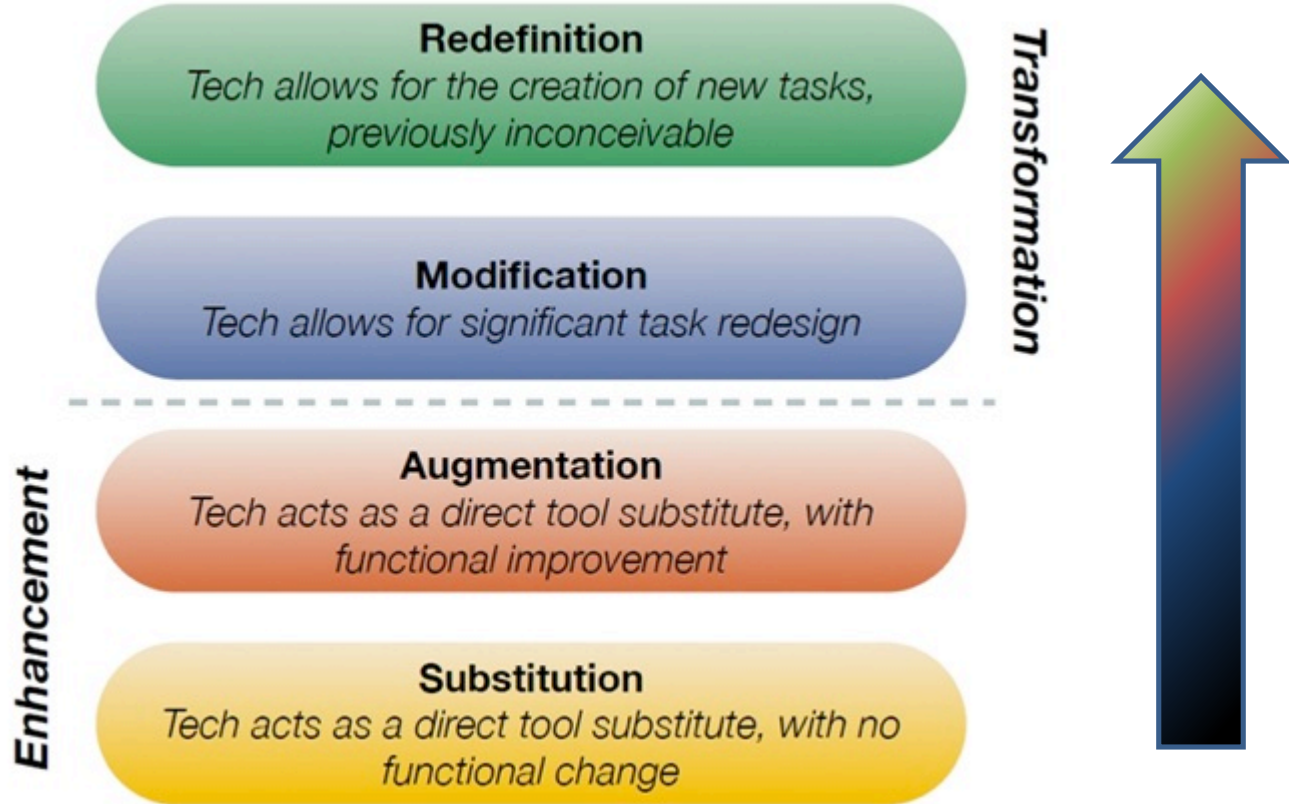 Redefinition
Tech allows for the creation of new tasks,
previously inconceivable
Transformation
Modification
Tech allows for significant task redesign
Enhancement
Augmentation
Tech acts as a direct tool substitute, with
functional improvement
Substitution
Tech acts as a direct tool substitute, with no
functional change